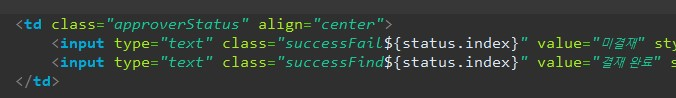 <td class="approverStatus" align="center">
<input type="text" class="successFail${status.index}" value="미결재" sty
<input type="text" class="successFind${status.index}" value="결재 완료" s
</td>